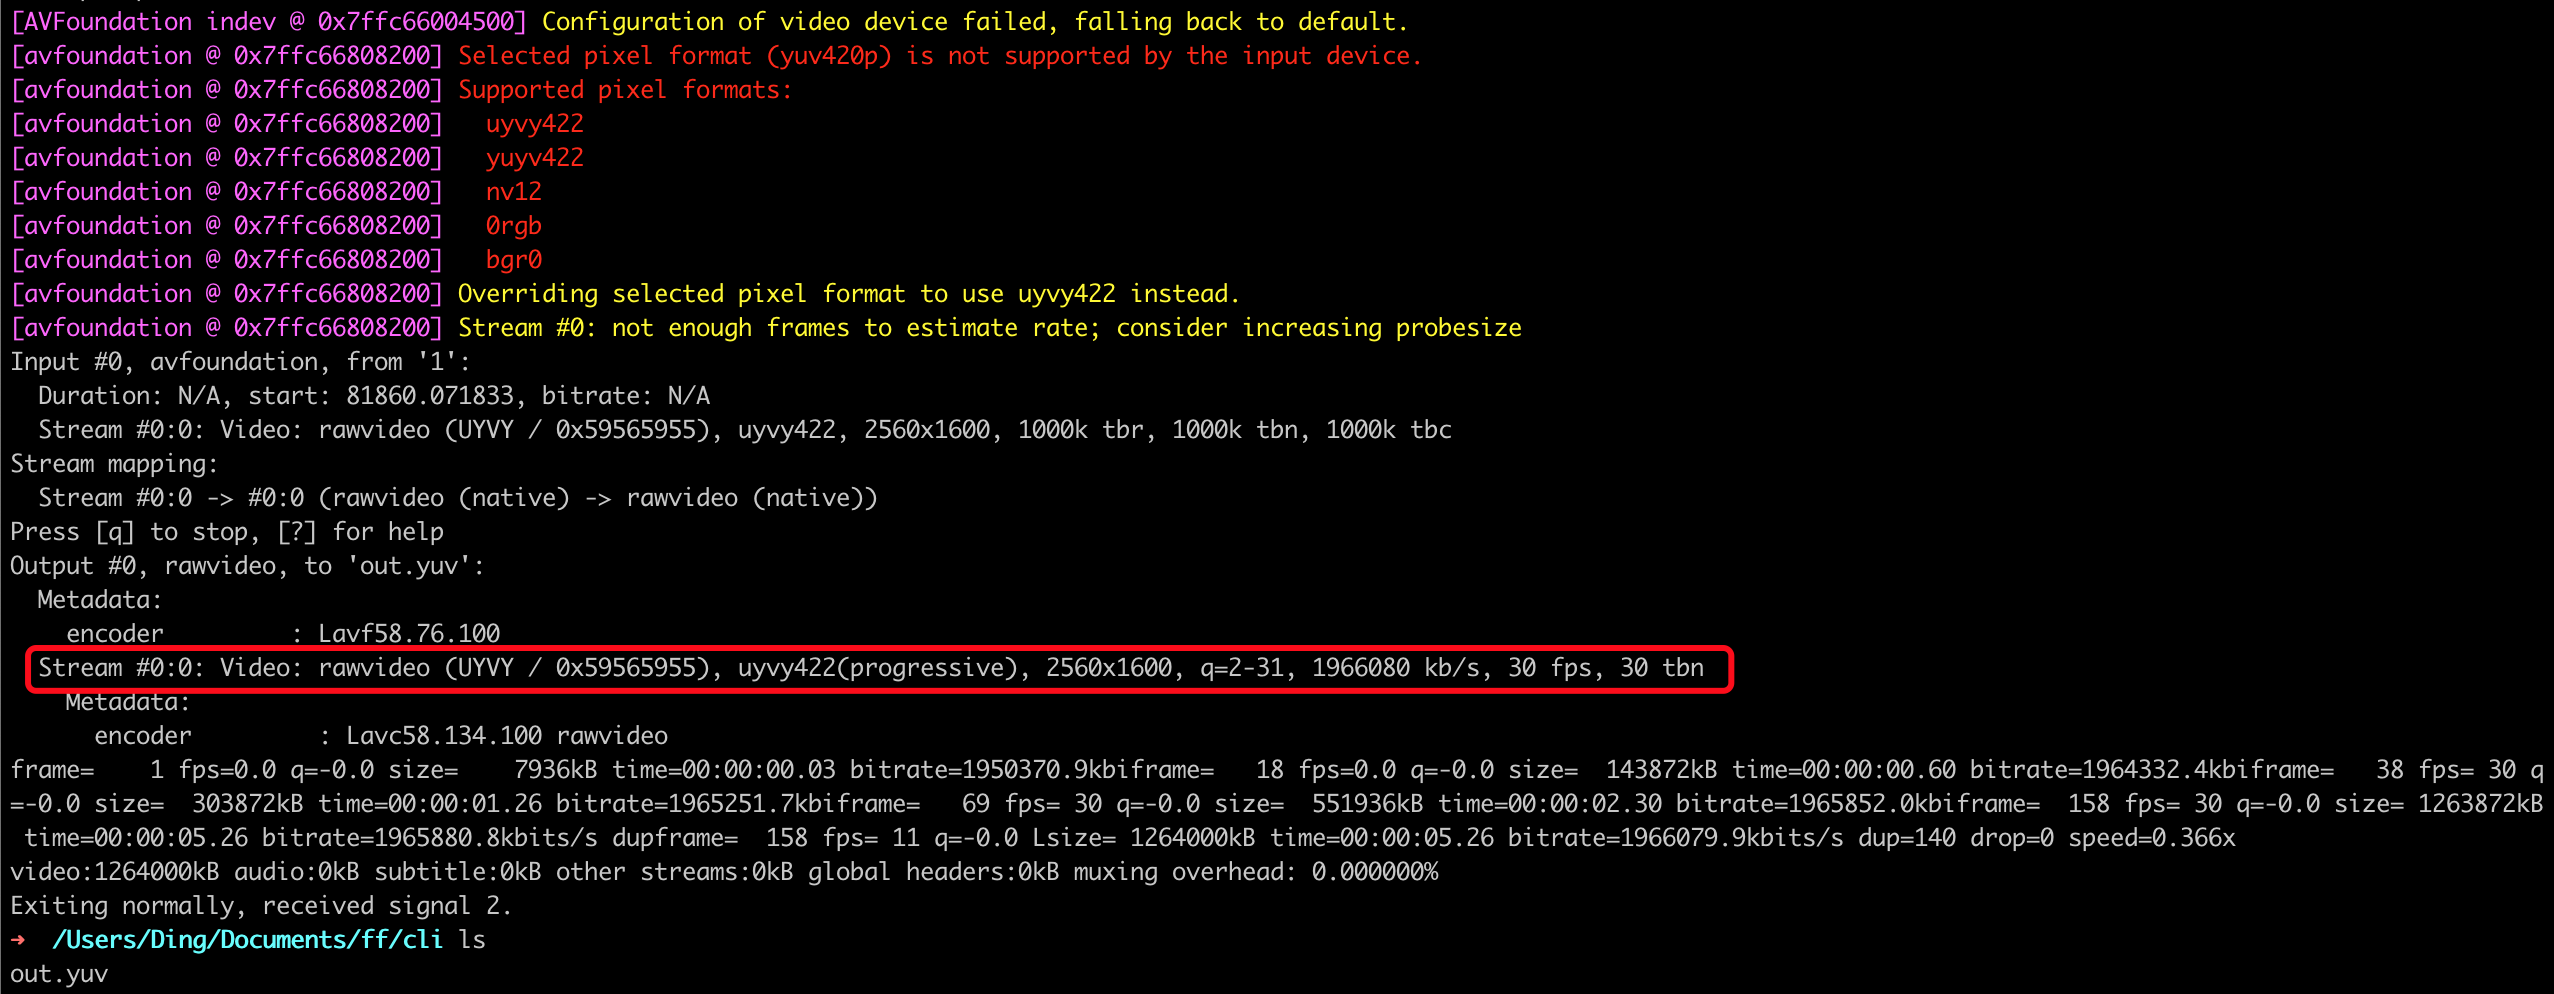 [AVFoundation indev @ 0x7ffc66004500] Configuration of video device failed, falling back to default.
[avfoundation @ 0x7ffc66808200] Selected pixel format (yuv420p) is not supported by the input device.
[avfoundation @ 0x7ffc66808200] Supported pixel formats:
[avfoundation @ 0x7ffc66808200]   uyvy422
[avfoundation @ 0x7ffc66808200]   yuyv422
[avfoundation @ 0x7ffc66808200]   nv12
[avfoundation @ 0x7ffc66808200]   0rgb
[avfoundation @ 0x7ffc66808200]   bgr0
[avfoundation @ 0x7ffc66808200] Overriding selected pixel format to use uyvy422 instead.
[avfoundation @ 0x7ffc66808200] Stream #0: not enough frames to estimate rate; consider increasing probesize
Input #0, avfoundation, from '1':
  Duration: N/A, start: 81860.071833, bitrate: N/A
  Stream #0:0: Video: rawvideo (UYVY / 0x59565955), uyvy422, 2560x1600, 1000k tbr, 1000k tbn, 1000k tbc
Stream mapping:
  Stream #0:0 -> #0:0 (rawvideo (native) -> rawvideo (native))
Press [q] to stop, [?] for help
Output #0, rawvideo, to 'out.yuv':
  Metadata:
    encoder         : Lavf58.76.100
  Stream #0:0: Video: rawvideo (UYVY / 0x59565955), uyvy422(progressive), 2560x1600, q=2-31, 1966080 kb/s, 30 fps, 30 tbn
    Metadata:
      encoder         : Lavc58.134.100 rawvideo
frame=    1 fps=0.0 q=-0.0 size=    7936kB time=00:00:00.03 bitrate=1950370.9kbiframe=   18 fps=0.0 q=-0.0 size=  143872kB time=00:00:00.60 bitrate=1964332.4kbiframe=   38 fps= 30 q
=-0.0 size=  303872kB time=00:00:01.26 bitrate=1965251.7kbiframe=   69 fps= 30 q=-0.0 size=  551936kB time=00:00:02.30 bitrate=1965852.0kbiframe=  158 fps= 30 q=-0.0 size= 1263872kB
 time=00:00:05.26 bitrate=1965880.8kbits/s dupframe=  158 fps= 11 q=-0.0 Lsize= 1264000kB time=00:00:05.26 bitrate=1966079.9kbits/s dup=140 drop=0 speed=0.366x
video:1264000kB audio:0kB subtitle:0kB other streams:0kB global headers:0kB muxing overhead: 0.000000%
Exiting normally, received signal 2.
➜  /Users/Ding/Documents/ff/cli ls
out.yuv